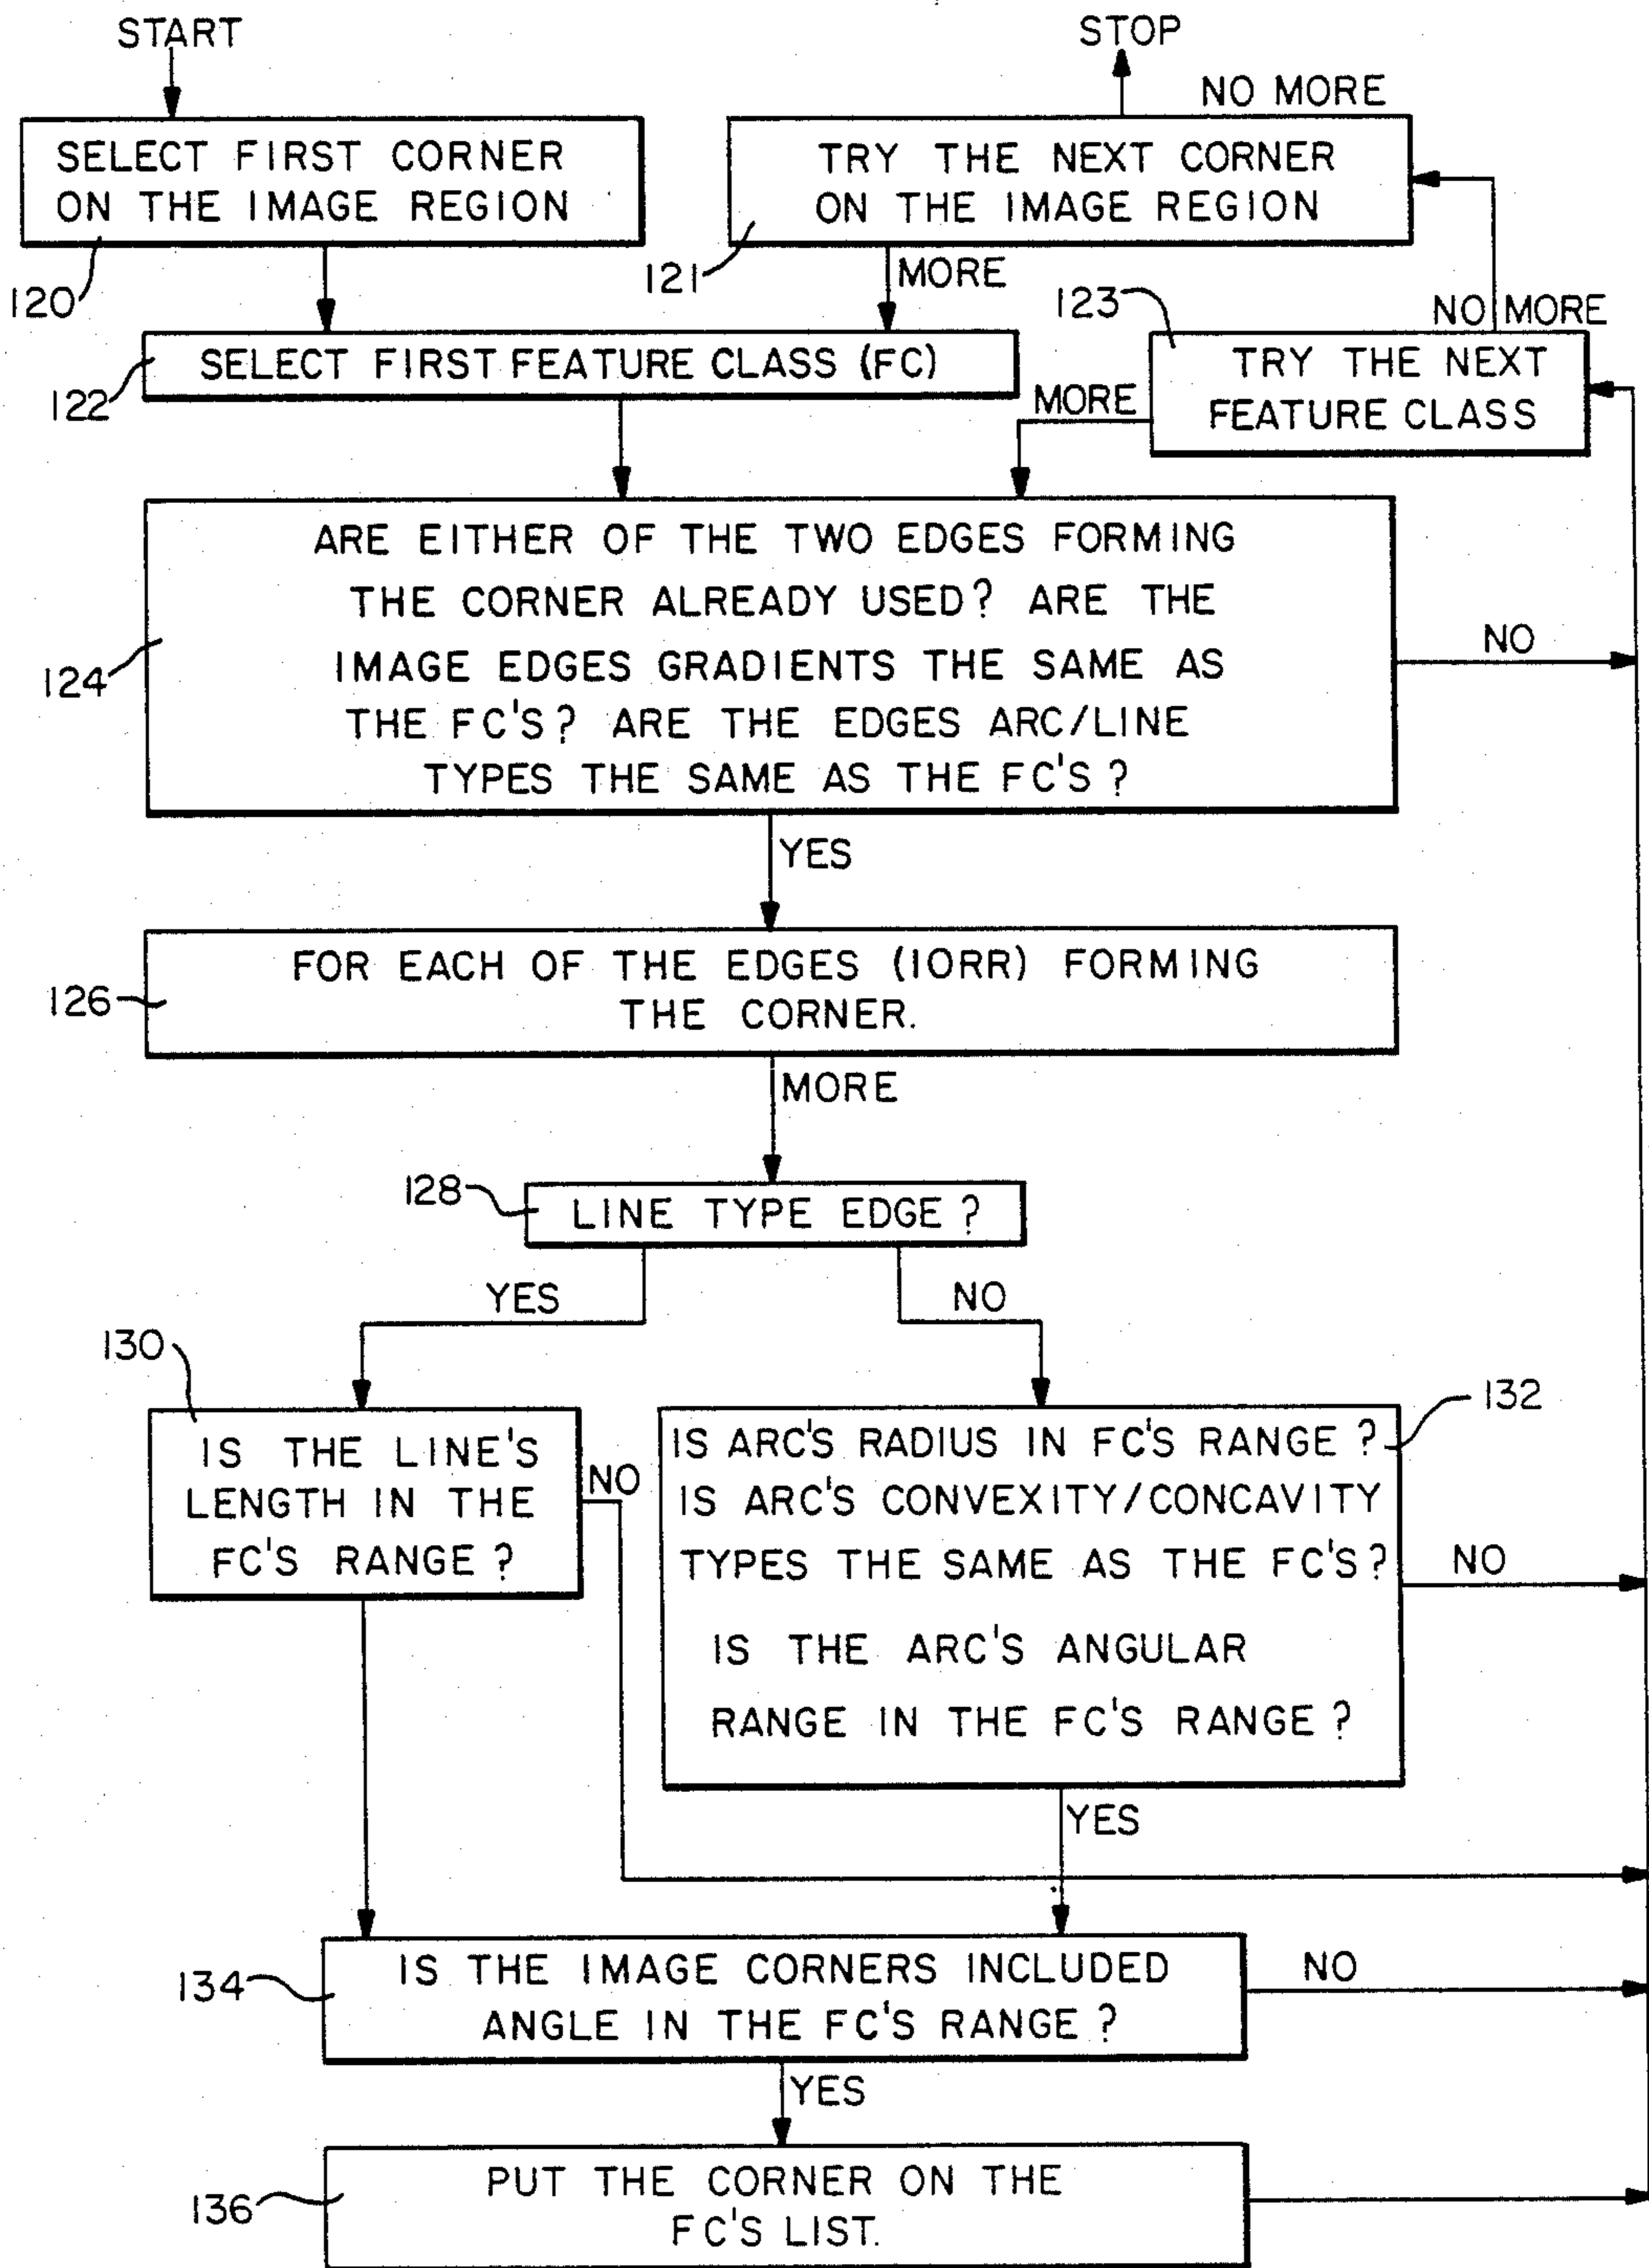 START
STOP
NO MORE
SELECT FIRST CORNER
ON THE IMAGE REGION
TRY THE NEXT CORNER
ON THE IMAGE REGION
120
121
MORE
123
NO MORE
SELECT FIRST FEATURE CLASS (FC)
122
TRY THE NEXT
FEATURE CLASS
MORE
ARE EITHER OF THE TWO EDGES FORMING
THE CORNER ALREADY USED? ARE THE
IMAGE EDGES GRADIENTS THE SAME AS
THE FC'S? ARE THE EDGES ARC/LINE
TYPES THE SAME AS THE FC'S?
124
NO
YES
FOR EACH OF THE EDGES (IORR) FORMING
THE CORNER.
126
MORE
128
LINE TYPE EDGE?
YES
NO
130
132
IS THE LINE'S
LENGTH IN THE
FC'S RANGE?
NO
IS ARC'S RADIUS IN FC'S RANGE?
IS ARC'S CONVEXITY/CONCAVITY
TYPES THE SAME AS THE FC'S?
IS THE ARC'S ANGULAR
RANGE IN THE FC'S RANGE?
NO
YES
IS THE IMAGE CORNERS INCLUDED
ANGLE IN THE FC'S RANGE?
134
NO
YES
PUT THE CORNER ON THE
FC'S LIST.
136